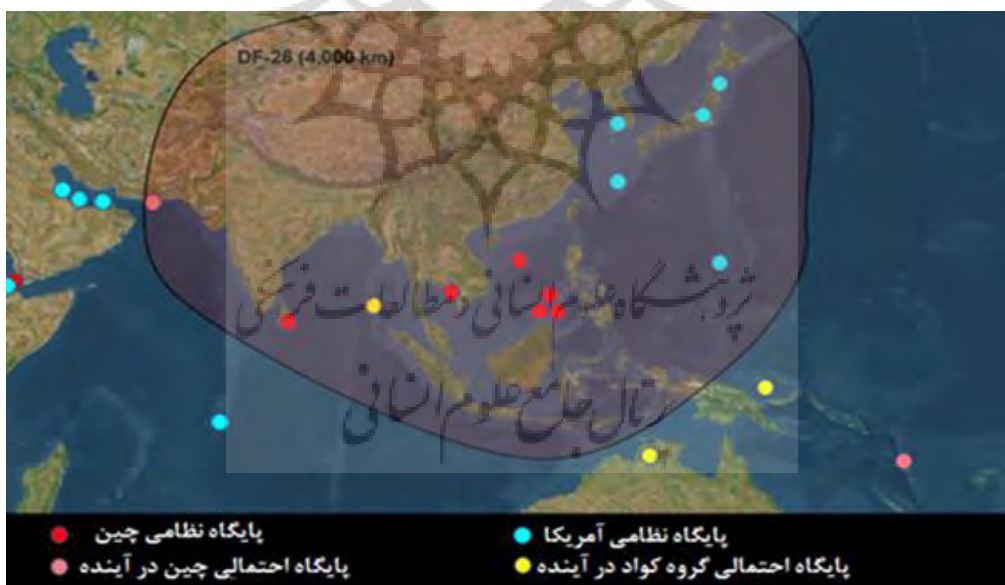 DF-26 (4,000 km)
پژوهشگاه علوم انسانی و مطالعات فرهنگی
پرتال جامع علوم انسانی
پایگاه نظامی چین
پایگاه نظامی آمریکا
پایگاه احتمالی چین در آینده
پایگاه احتمالی گروه کواد در آینده